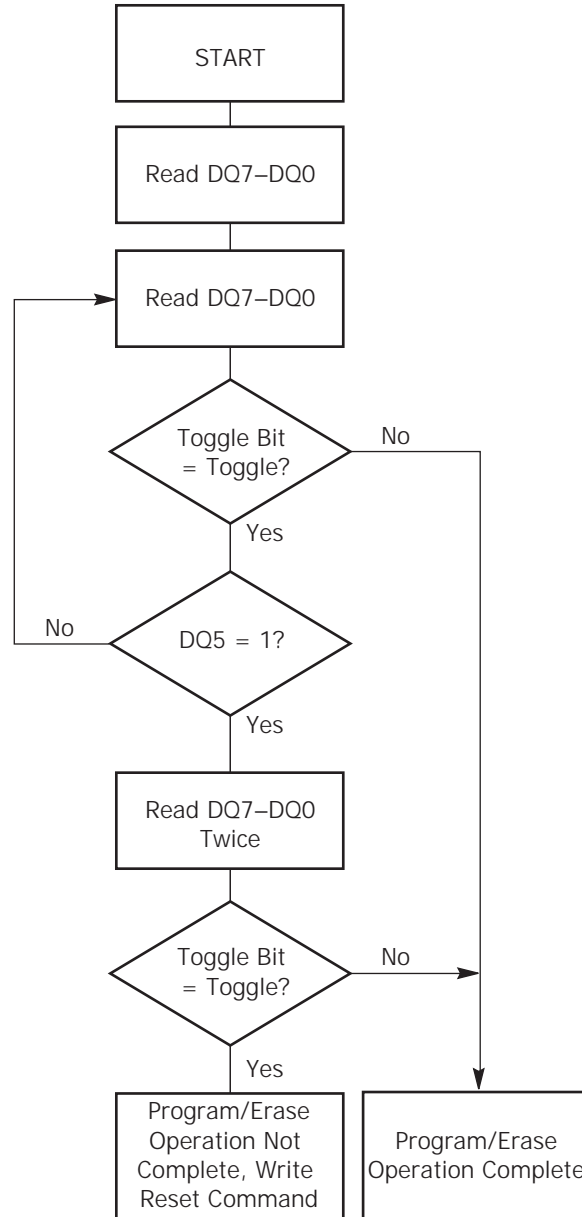 START
Read DQ7–DQ0
Read DQ7–DQ0
Toggle Bit
= Toggle?
No
Yes
No
DQ5 = 1?
Yes
Read DQ7–DQ0
Twice
Toggle Bit
= Toggle?
No
Yes
Program/Erase
Operation Not
Complete, Write
Reset Command
Program/Erase
Operation Complete